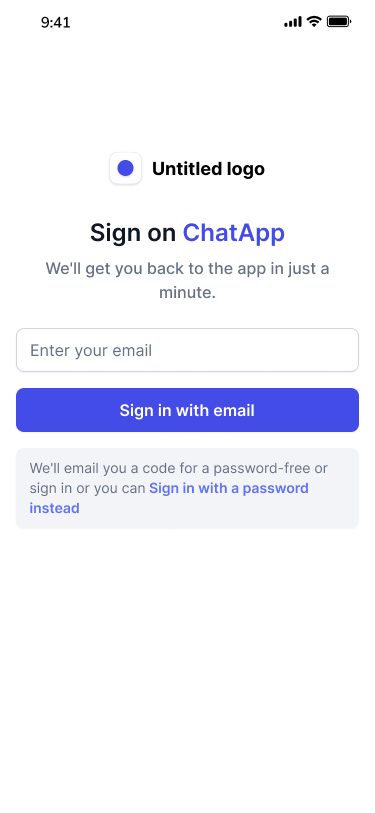 9:41
Untitled logo
Sign on ChatApp
We'll get you back to the app in just a
minute.
Enter your email
Sign in with email
We'll email you a code for a password-free or
sign in or you can Sign in with a password
instead